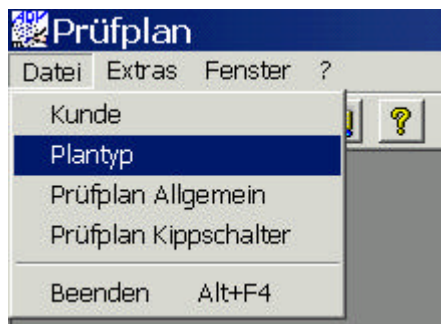 Prüfplan
Datei Extras Fenster ?
Kunde
Plantyp
Prüfplan Allgemein
Prüfplan Kippschalter
Beenden Alt+F4